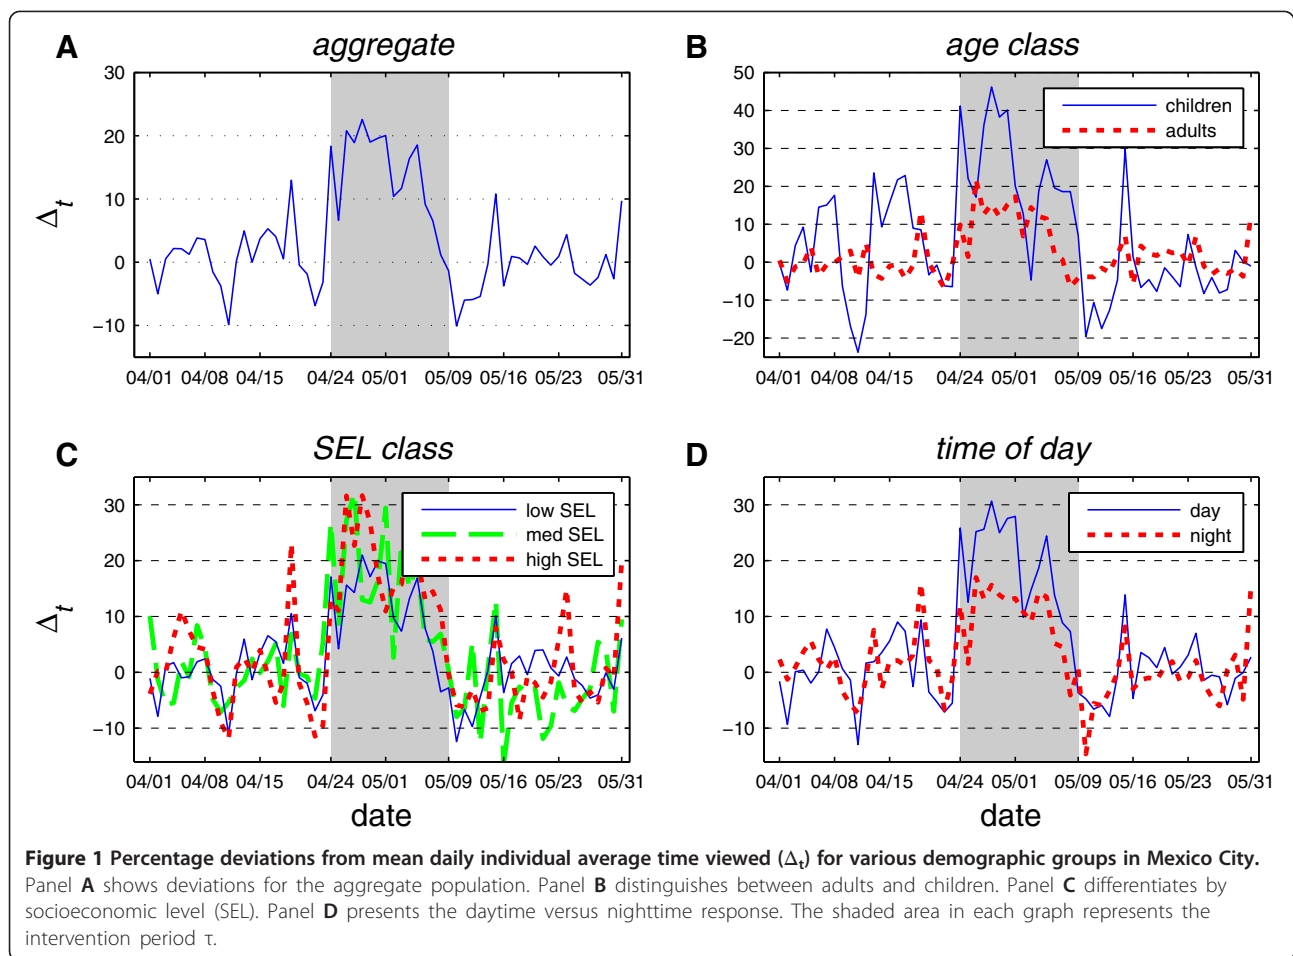 A
aggregate
30
20
10
0
−10
Δt
04/01 04/08 04/15 04/24 05/01 05/09 05/16 05/23 05/31
B
age class
50
40
30
20
10
0
−10
−20
children
adults
04/01 04/08 04/15 04/24 05/01 05/09 05/16 05/23 05/31
C
SEL class
30
20
10
0
−10
Δt
low SEL
med SEL
high SEL
04/01 04/08 04/15 04/24 05/01 05/09 05/16 05/23 05/31
date
D
time of day
30
20
10
0
−10
day
night
04/01 04/08 04/15 04/24 05/01 05/09 05/16 05/23 05/31
date
Figure 1 Percentage deviations from mean daily individual average time viewed (Δt) for various demographic groups in Mexico City.
Panel A shows deviations for the aggregate population. Panel B distinguishes between adults and children. Panel C differentiates by
socioeconomic level (SEL). Panel D presents the daytime versus nighttime response. The shaded area in each graph represents the
intervention period τ.